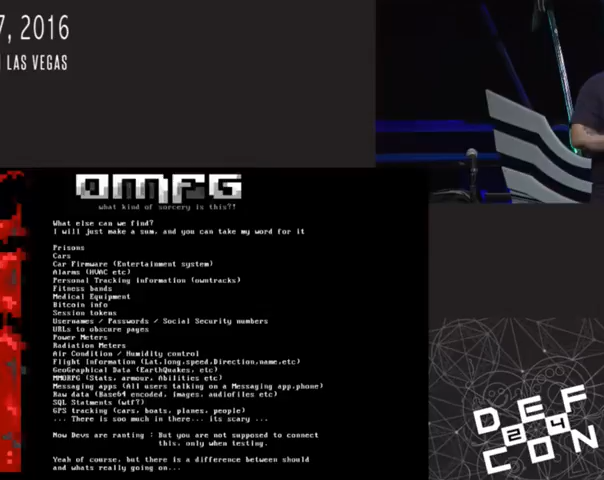 7, 2016
LAS VEGAS
OMFG
what kind of sorcery is this?!
What else can we find?
I will just make a sum, and you can take my word for it
Prisons
Cars
Car Firmware (Entertainment system)
Alarms (HVAC etc)
Personal Tracking information (owntracks)
Fitness bands
Medical Equipment
Bitcoin info
Session tokens
Usernames / Passwords / Social Security numbers
URLs to obscure pages
Power Meters
Radiation Meters
Air Condition / Humidity control
Flight Information (Lat,long,speed,Direction,name,etc)
GeoGraphical Data (EarthQuakes, etc)
MMORPG (Stats, armour, Abilities etc)
Messaging apps (All users talking on a Messaging app,phone)
Raw data (Base64 encoded, images, audiofiles etc)
SQL Statments (wtf?)
GPS tracking (cars, boats, planes, people)
... There is soo much in there... its scary ...
Now Devs are ranting : But you are not supposed to connect
this, only when testing.
Yeah of course, but there is a difference between should
and whats really going on...
DEF
24
CON